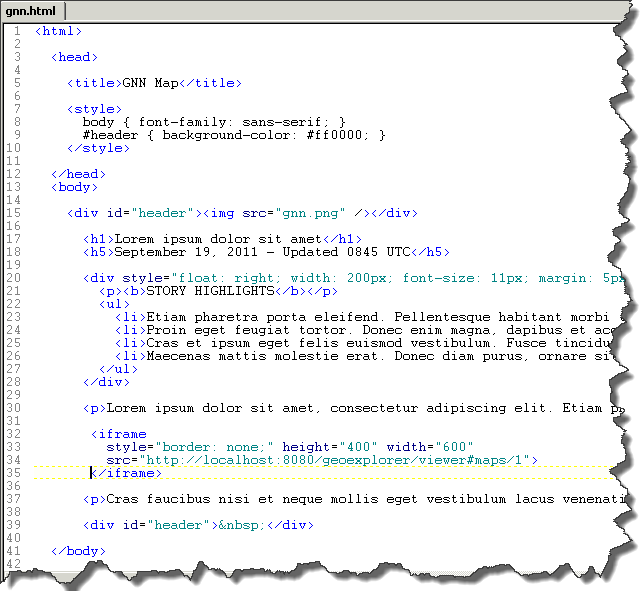 gnn.html
1 <html>
2
3 <head>
4
5 <title>GNN Map</title>
6
7 <style>
8 body { font-family: sans-serif; }
9 #header { background-color: #ff0000; }
10 </style>
11
12 </head>
13 <body>
14
15 <div id="header"><img src="gnn.png" /></div>
16
17 <h1>Lorem ipsum dolor sit amet</h1>
18 <h5>September 19, 2011 - Updated 0845 UTC</h5>
19
20 <div style="float: right; width: 200px; font-size: 11px; margin: 5px
21 <p><b>STORY HIGHLIGHTS</b></p>
22 <ul>
23 <li>Etiam pharetra porta eleifend. Pellentesque habitant morbi
24 <li>Proin eget feugiat tortor. Donec enim magna, dapibus et acc
25 <li>Cras et ipsum eget felis euismod vestibulum. Fusce tincidu
26 <li>Maecenas mattis molestie erat. Donec diam purus, ornare si
27 </ul>
28 </div>
29
30 <p>Lorem ipsum dolor sit amet, consectetur adipiscing elit. Etiam
31
32 <iframe
33 style="border: none;" height="400" width="600"
34 src="http://localhost:8080/geoexplorer/viewer#maps/1">
35 </iframe>
36
37 <p>Cras faucibus nisi et neque mollis eget vestibulum lacus venenati
38
39 <div id="header">&nbsp;</div>
40
41 </body>
42